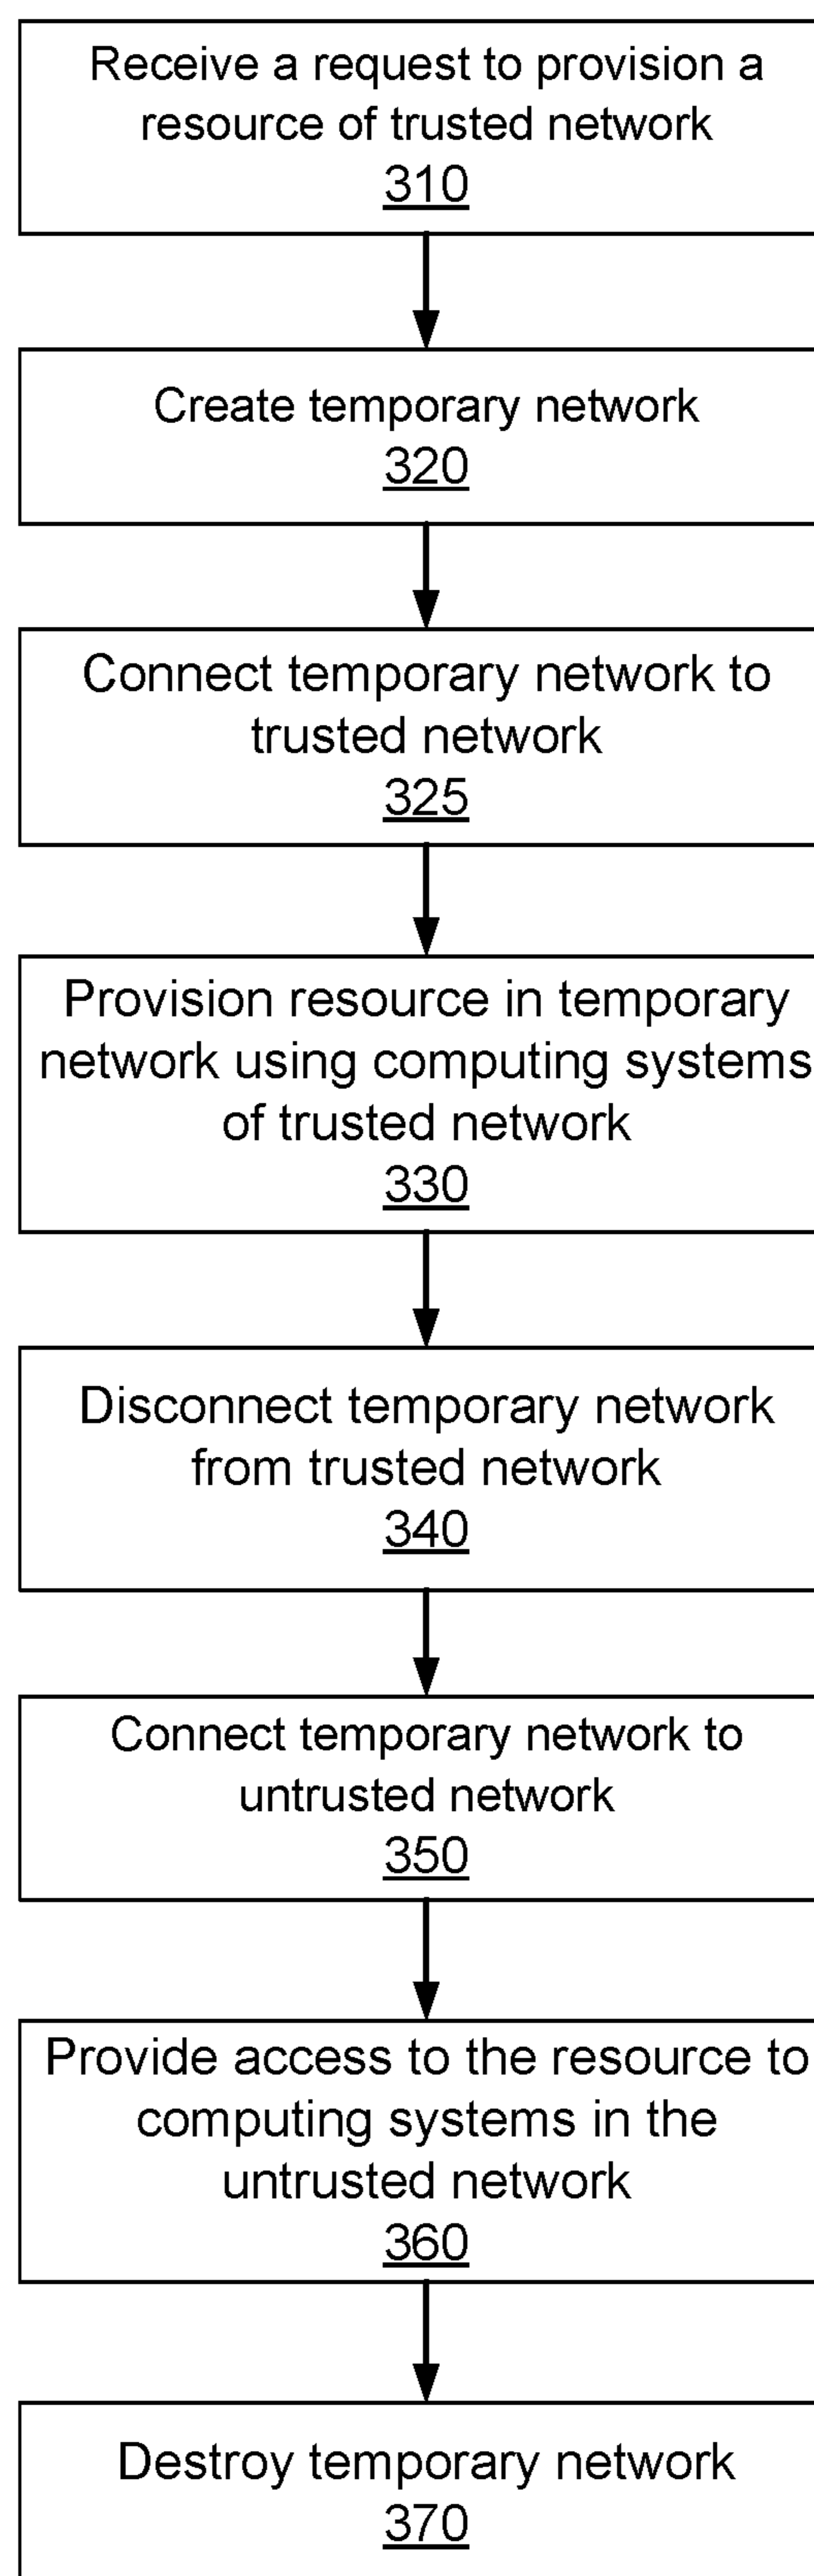 Receive a request to provision a
resource of trusted network
310
Create temporary network
320
Connect temporary network to
trusted network
325
Provision resource in temporary
network using computing systems
of trusted network
330
Disconnect temporary network
from trusted network
340
Connect temporary network to
untrusted network
350
Provide access to the resource to
computing systems in the
untrusted network
360
Destroy temporary network
370